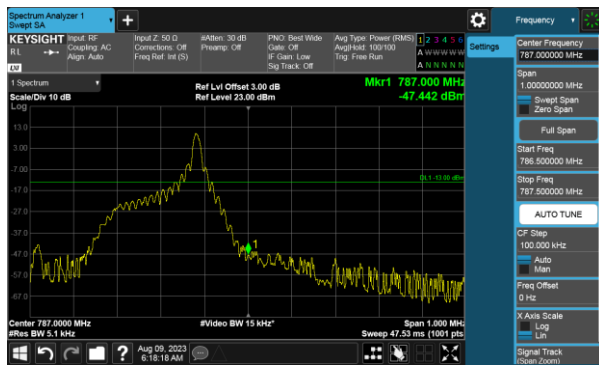 Spectrum Analyzer 1
Swept SA
Frequency
KEYSIGHT
Input: RF
Coupling: AC
Align: Auto
Input Z: 50 Ω
Corrections: Off
Freq Ref: Int (S)
#Atten: 30 dB
Preamp: Off
PNO: Best Wide
Gate: Off
IF Gain: Low
Sig Track: Off
Avg Type: Power (RMS)
Avg|Hold: 100/100
Trig: Free Run
1 2 3 4 5 6
A W W W W W
A N N N N N
RL
LXI
Settings
1 Spectrum
Scale/Div 10 dB
Log
Ref Lvl Offset 3.00 dB
Ref Level 23.00 dBm
Mkr1 787.000 MHz
-47.442 dBm
13.0
3.00
-7.00
-17.0
-27.0
-37.0
-47.0
-57.0
-67.0
DL1 -13.00 dBm
1
Center 787.0000 MHz
#Res BW 5.1 kHz
#Video BW 15 kHz*
Span 1.000 MHz
Sweep 47.53 ms (1001 pts)
Aug 09, 2023
6:18:18 AM
?
Center Frequency
787.000000 MHz
Span
1.00000000 MHz
Swept Span
Zero Span
Full Span
Start Freq
786.500000 MHz
Stop Freq
787.500000 MHz
AUTO TUNE
CF Step
100.000 kHz
Auto
Man
Freq Offset
0 Hz
X Axis Scale
Log
Lin
Signal Track
(Span Zoom)